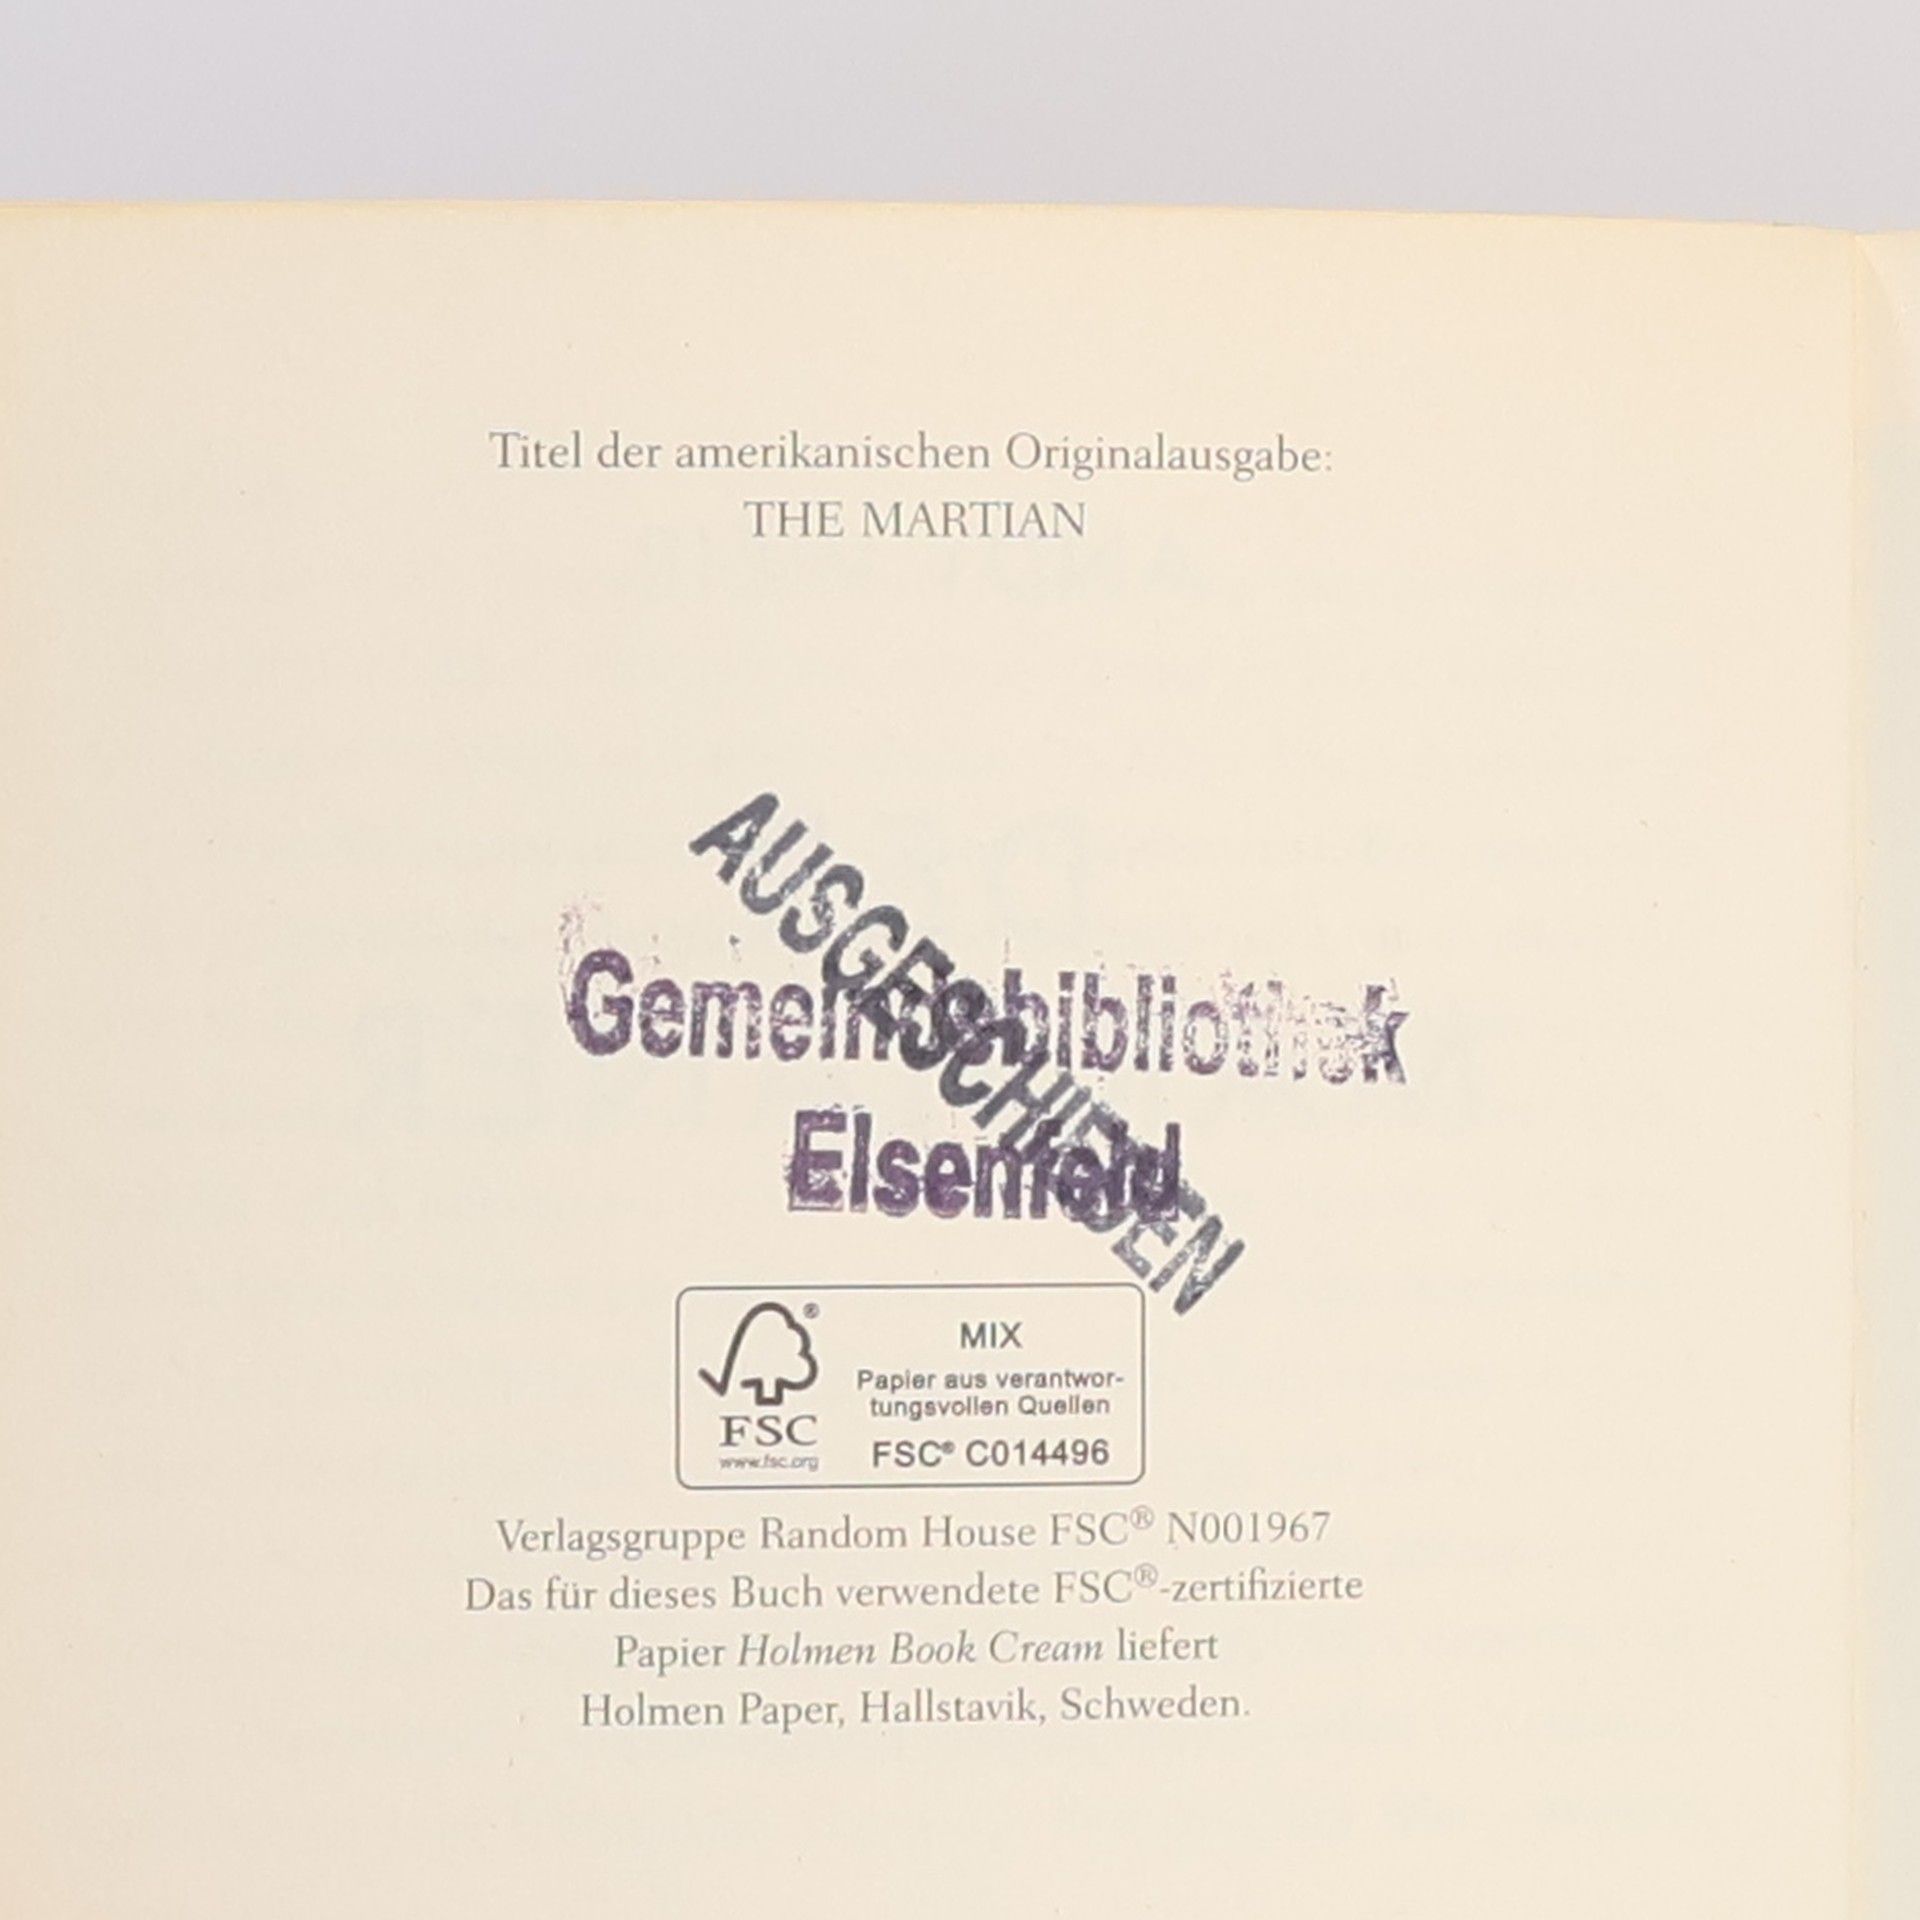 Titel der amerikanischen Originalausgabe:
THE MARTIAN
AUSGESCHIEDEN
Gemeindebibliothek
Elsenfeld
FSC®
www.fsc.org
MIX
Papier aus verantwor-
tungsvollen Quellen
FSC® C014496
Verlagsgruppe Random House FSC® N001967
Das für dieses Buch verwendete FSC®-zertifizierte
Papier Holmen Book Cream liefert
Holmen Paper, Hallstavik, Schweden.